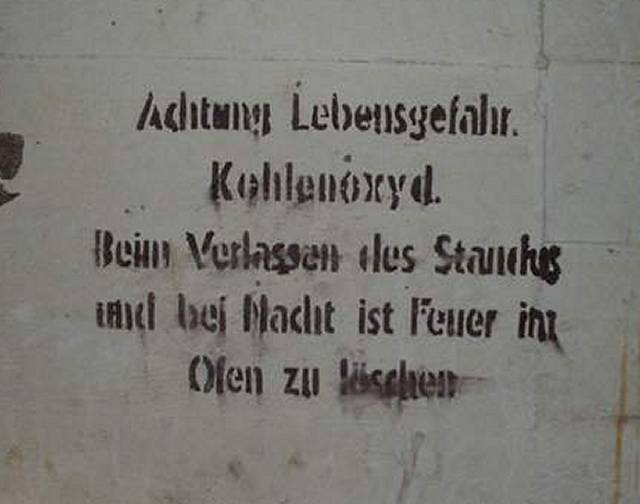 Achtung Lebensgefahr.
Kohlenoxyd.
Beim Verlassen des Standes
und bei Nacht ist Feuer im
Ofen zu löschen